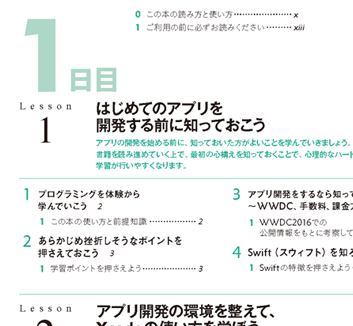 0 この本の読み方と使い方 x
1 ご利用の前に必ずお読みください xiii
1日目
Lesson 1
はじめてのアプリを
開発する前に知っておこう
アプリの開発を始める前に、知っておいた方がよいことを学んでいきましょう。
書籍を読み進めていく上で、最初の心構えを知っておくことで、心理的なハー
学習が行いやすくなります。
1 プログラミングを体験から
学んでいこう 2
1 この本の使い方と前提知識 2
2 あらかじめ挫折しそうなポイントを
押さえておこう 3
1 学習ポイントを押さえよう 3
3 アプリ開発をするなら知って
〜WWDC、手数料、課金
1 WWDC2016での
公開情報をもとに考察して
4 Swift（スウィフト）を知ろ
1 Swiftの特徴を押さえよう
Lesson
アプリ開発の環境を整えて、
Xcodeの使い方を学ぼう